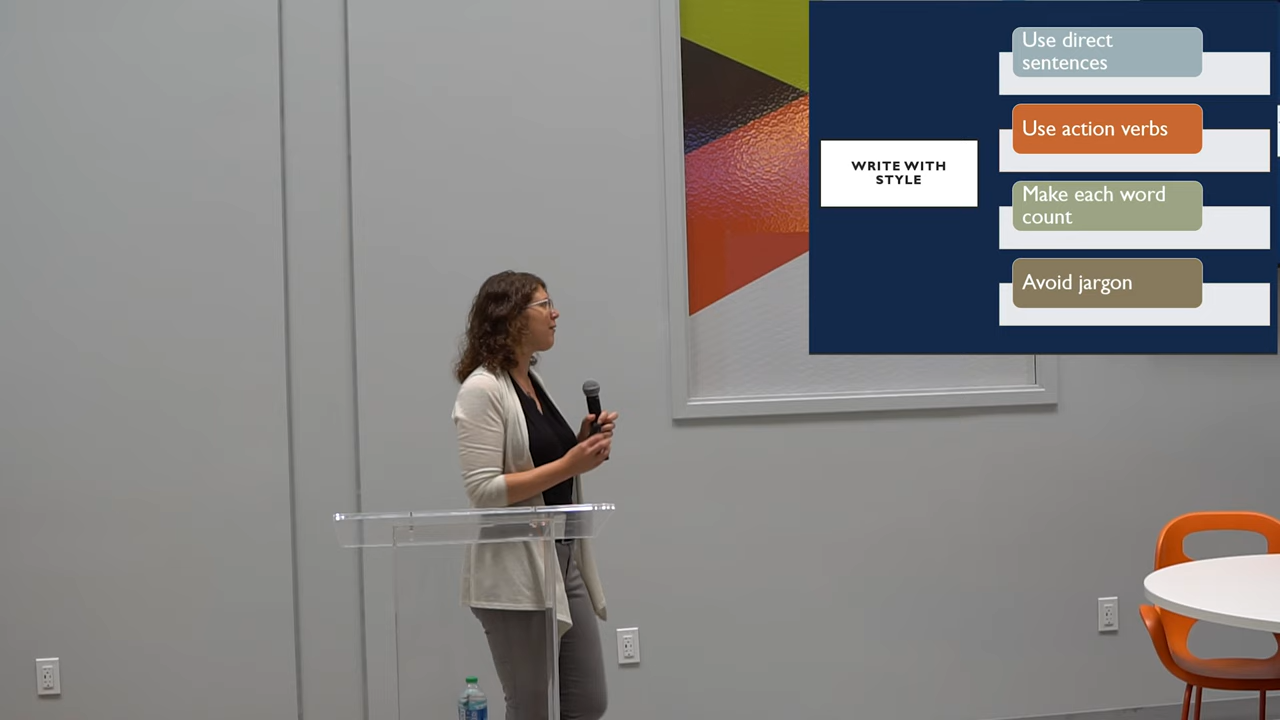 WRITE WITH
STYLE
Use direct
sentences
Use action verbs
Make each word
count
Avoid jargon